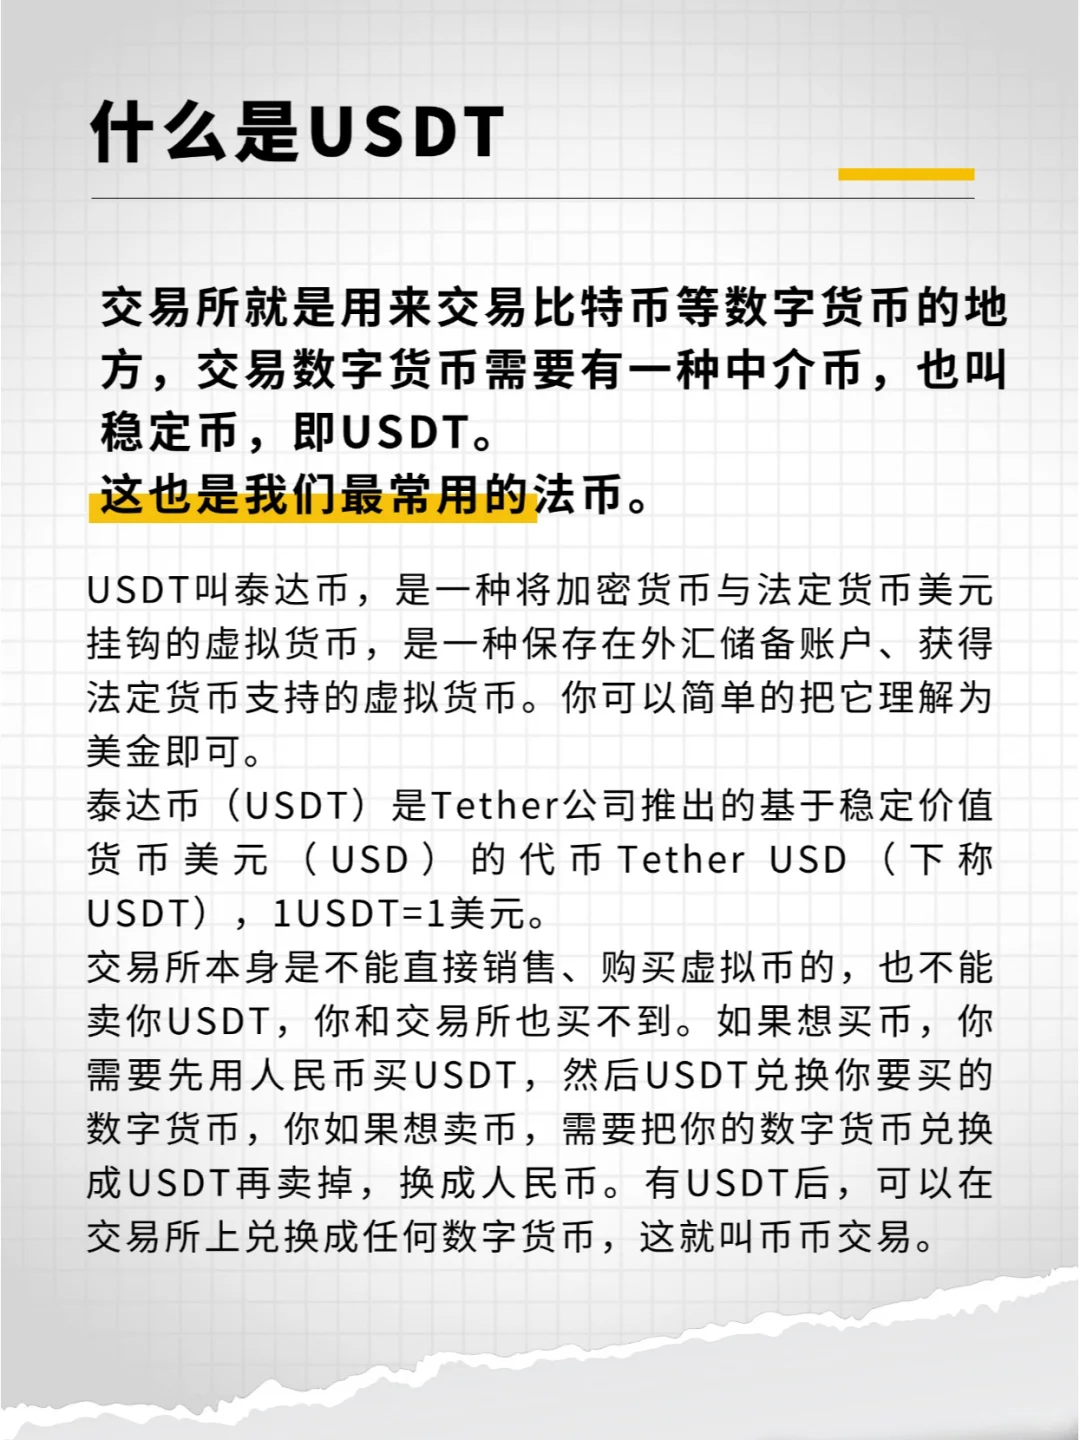 什么是USDT
交易所就是用来交易比特币等数字货币的地
方，交易数字货币需要有一种中介币，也叫
稳定币，即USDT。
这也是我们最常用的法币。
USDT叫泰达币，是一种将加密货币与法定货币美元
挂钩的虚拟货币，是一种保存在外汇储备账户、获得
法定货币支持的虚拟货币。你可以简单的把它理解为
美金即可。
泰达币（USDT）是Tether公司推出的基于稳定价值
货币美元（USD）的代币Tether USD（下称
USDT），1USDT=1美元。
交易所本身是不能直接销售、购买虚拟币的，也不能
卖你USDT，你和交易所也买不到。如果想买币，你
需要先用人民币买USDT，然后USDT兑换你要买的
数字货币，你如果想卖币，需要把你的数字货币兑换
成USDT再卖掉，换成人民币。有USDT后，可以在
交易所上兑换成任何数字货币，这就叫币币交易。